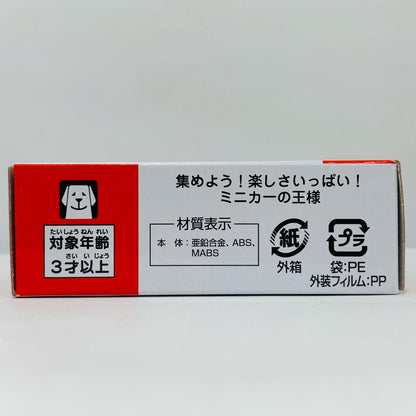 たいしょうねんれい
対象年齢
さいいじょう
3才以上
集めよう！楽しさいっぱい！
ミニカーの王様
材質表示
本　体：亜鉛合金、ABS、
MABS
紙
外箱
プラ
袋：PE
外装フィルム：PP